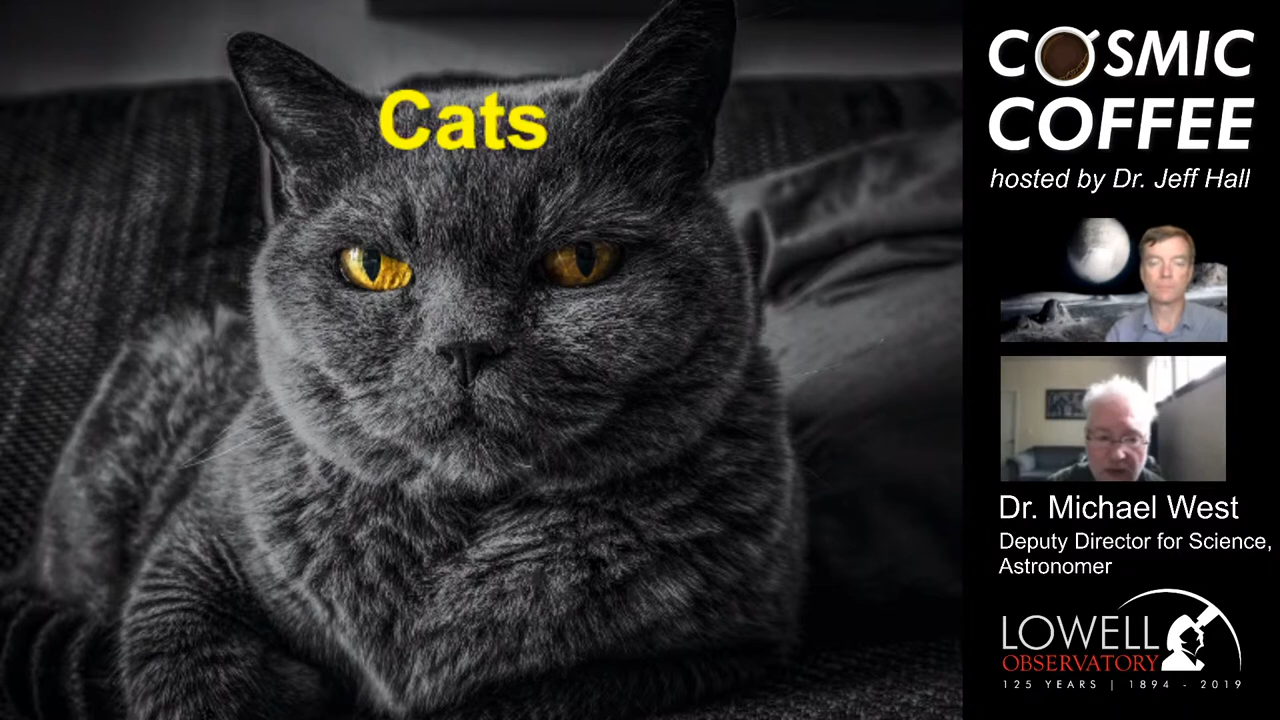 Cats
COSMIC
COFFEE
hosted by Dr. Jeff Hall
Dr. Michael West
Deputy Director for Science,
Astronomer
LOWELL
OBSERVATORY
125 YEARS | 1894 - 2019